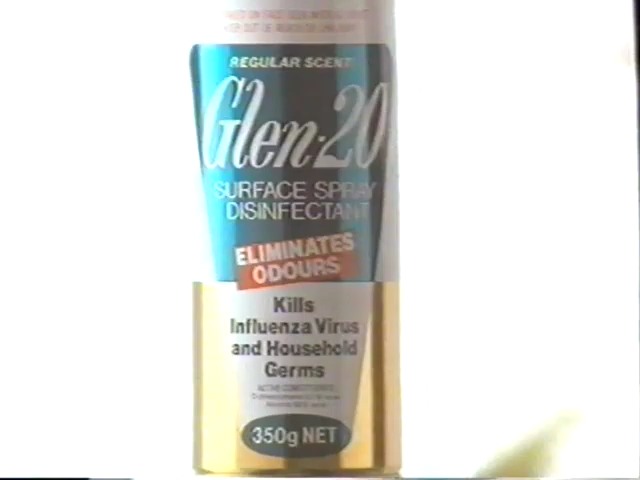 REGULAR SCENT
Glen·20
SURFACE SPRAY
DISINFECTANT
ELIMINATES
ODOURS
Kills
Influenza Virus
and Household
Germs
350g NET